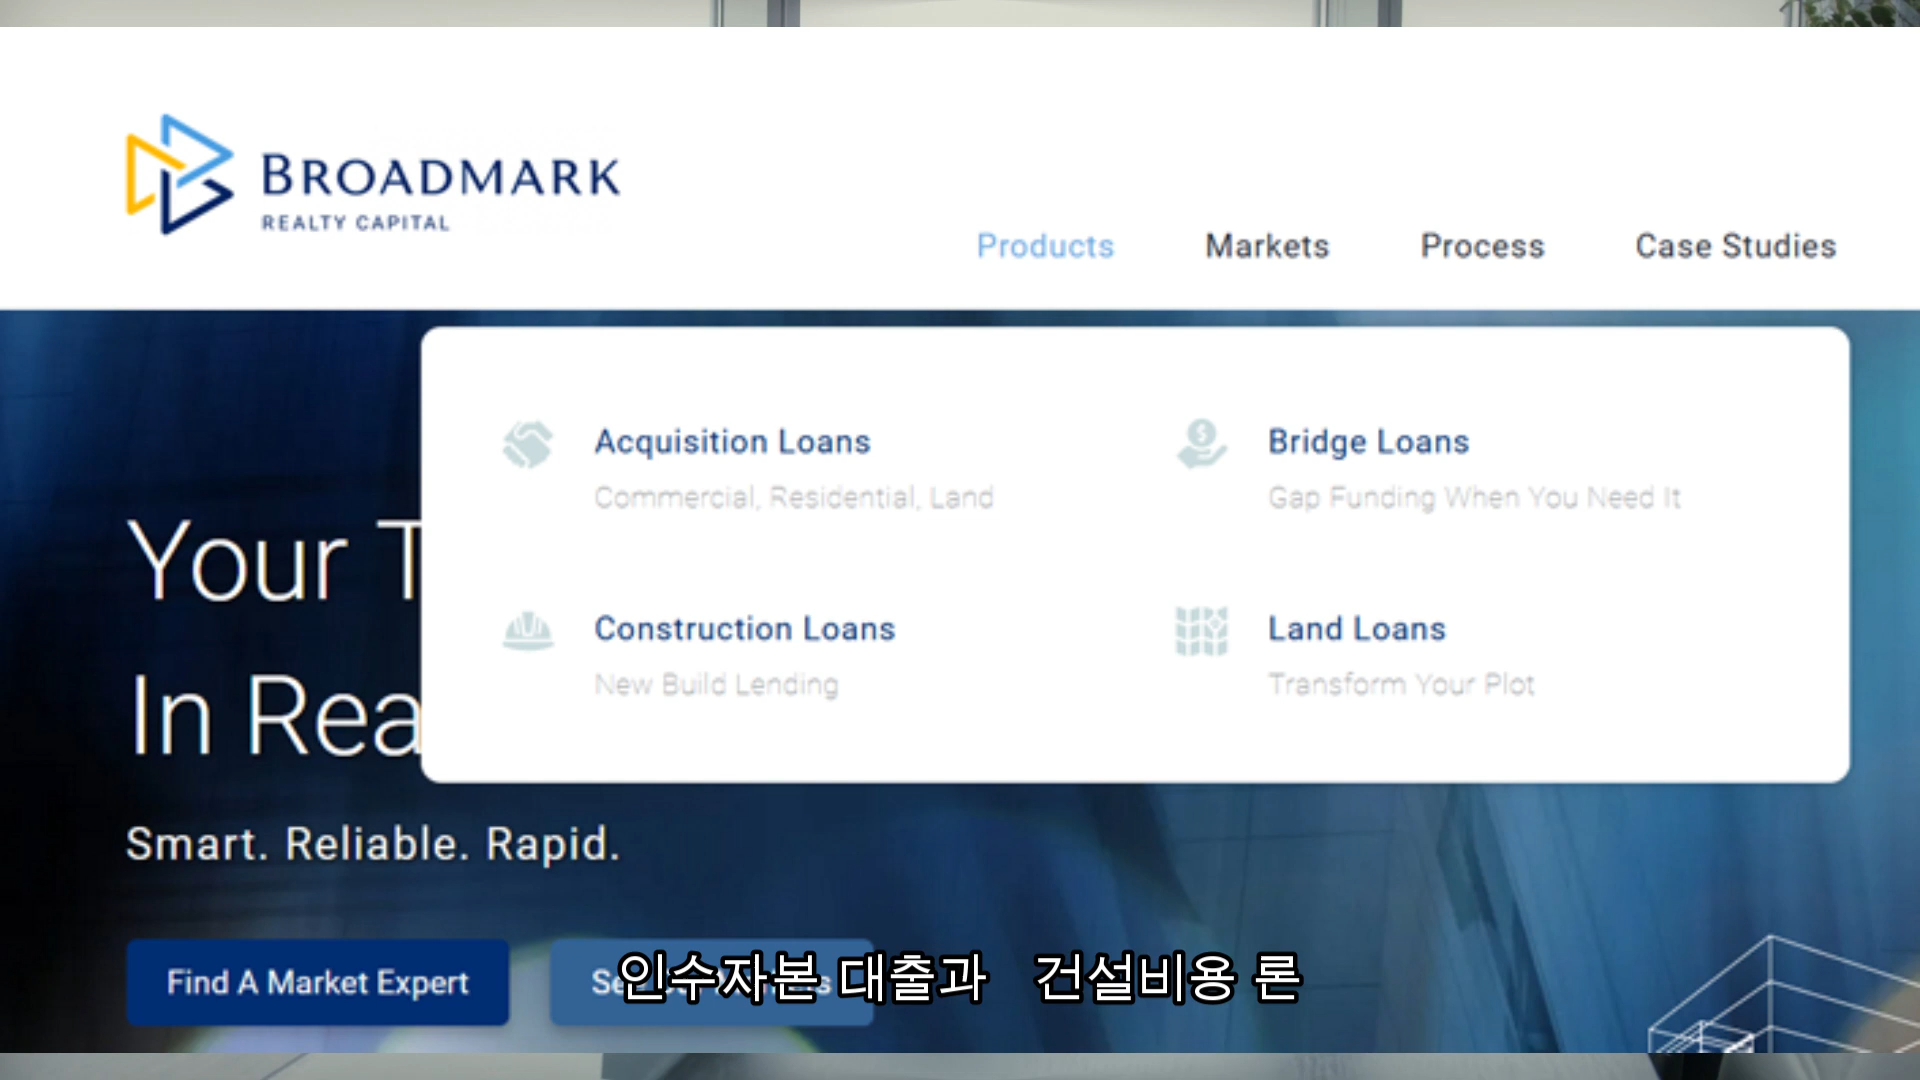 BROADMARK
REALTY CAPITAL
Products Markets Process Case Studies
Acquisition Loans
Commercial, Residential, Land
Bridge Loans
Gap Funding When You Need It
Construction Loans
New Build Lending
Land Loans
Transform Your Plot
Your
In Rea
Smart. Reliable. Rapid.
Find A Market Expert
인수자본 대출과 건설비용 론